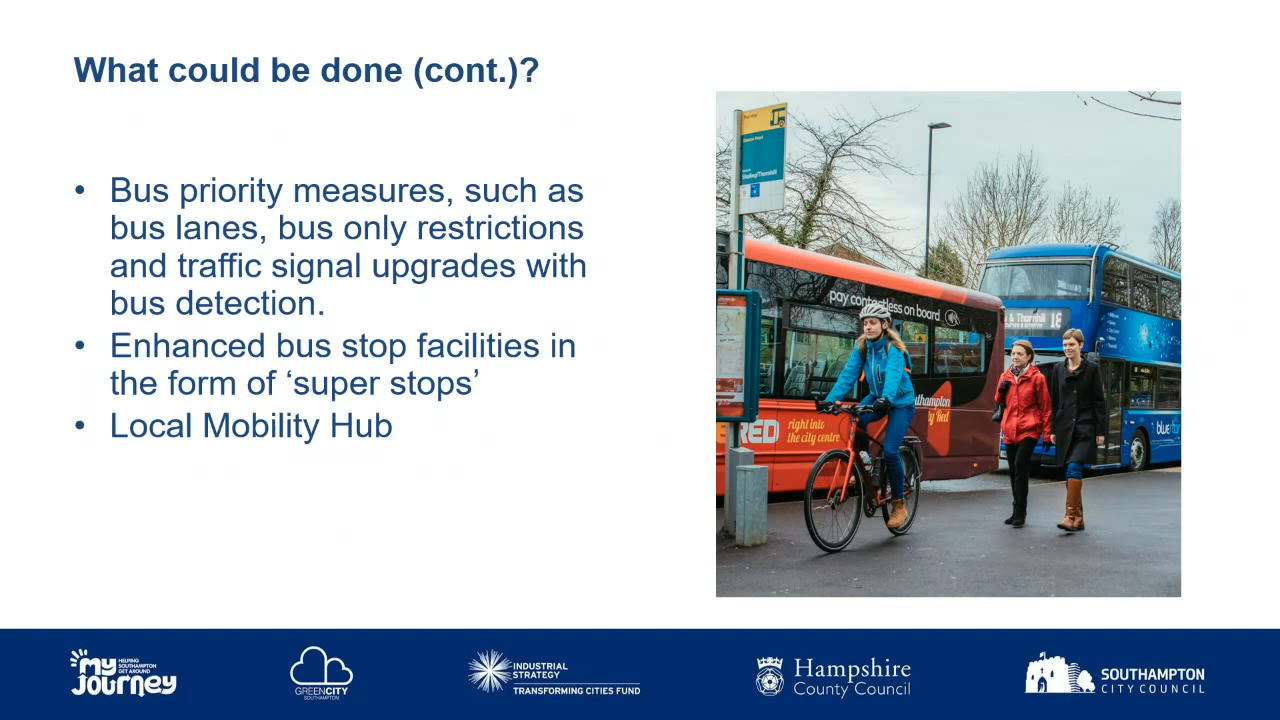 What could be done (cont.)?
• Bus priority measures, such as
bus lanes, bus only restrictions
and traffic signal upgrades with
bus detection.
• Enhanced bus stop facilities in
the form of ‘super stops’
• Local Mobility Hub
Bus stop
pay contactless on board
& Thornhill 18
RED
right into
the city centre
blue
my
JOURNEY
HELPING
SOUTHAMPTON
GET AROUND
GREENCITY
SOUTHAMPTON
INDUSTRIAL
STRATEGY
TRANSFORMING CITIES FUND
Hampshire
County Council
SOUTHAMPTON
CITY COUNCIL